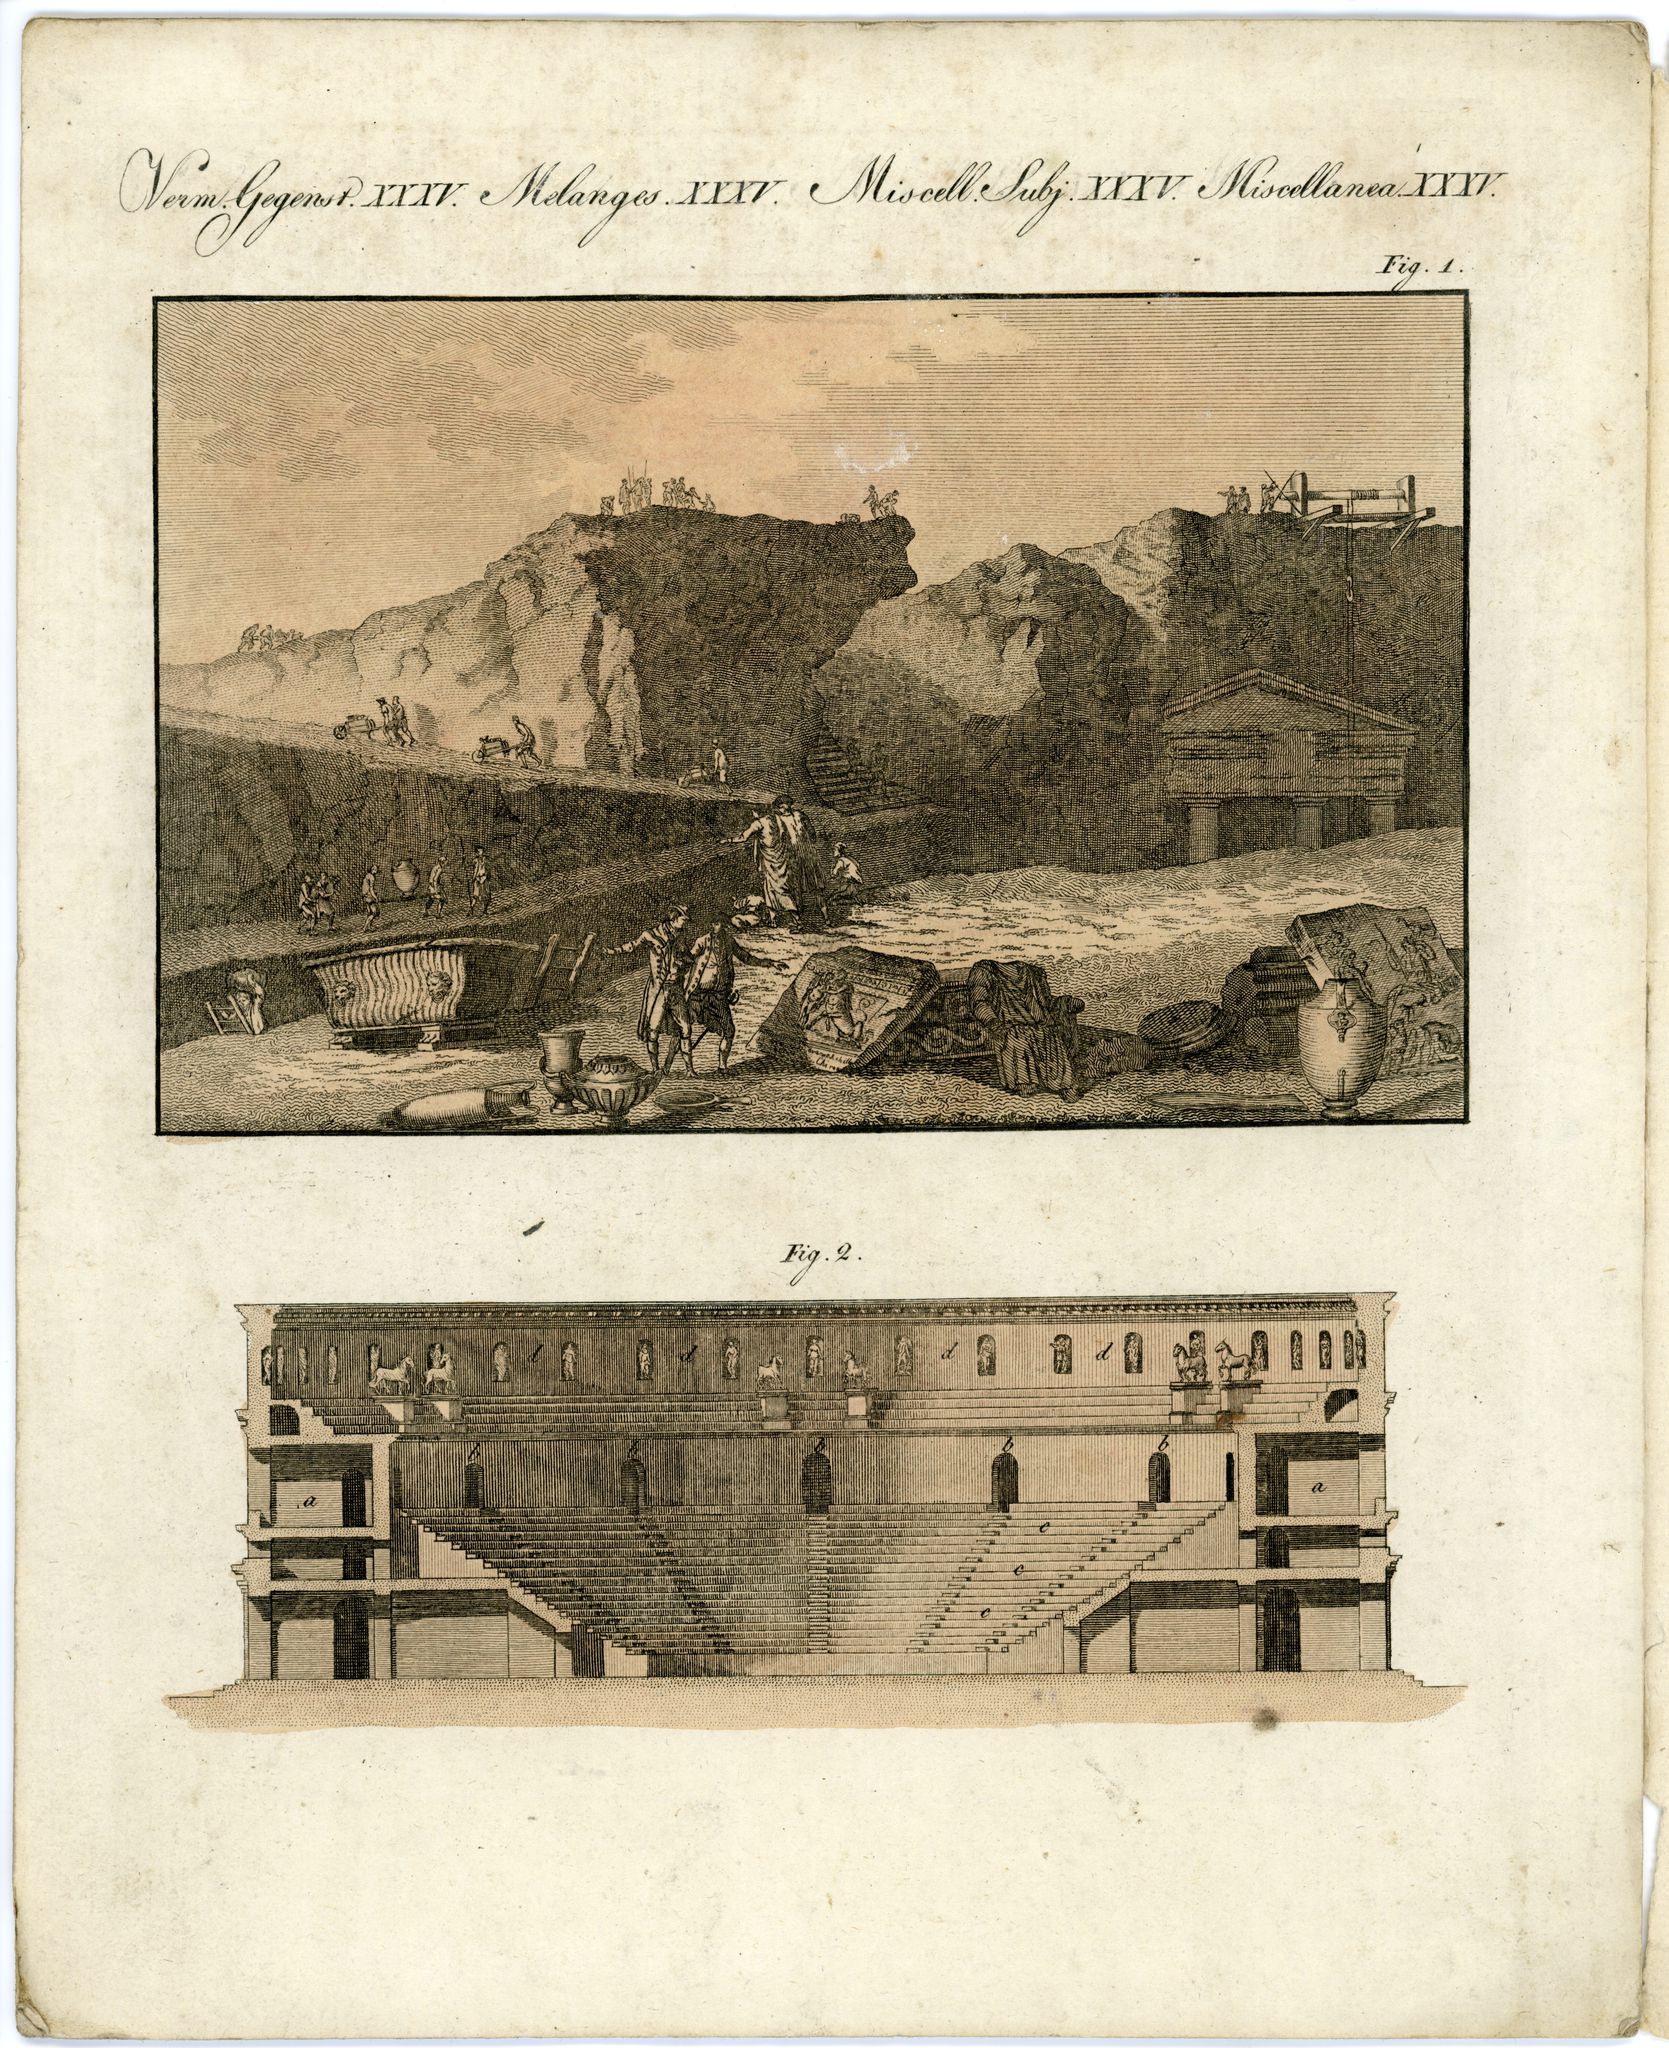 Verm. Gegenst. XXXV. Melanges. XXXV. Miscell. Subj. XXXV. Miscellanea. XXXV.
Fig. 1.
Fig. 2.
d d d d
b b b b b
a a
c
c
c